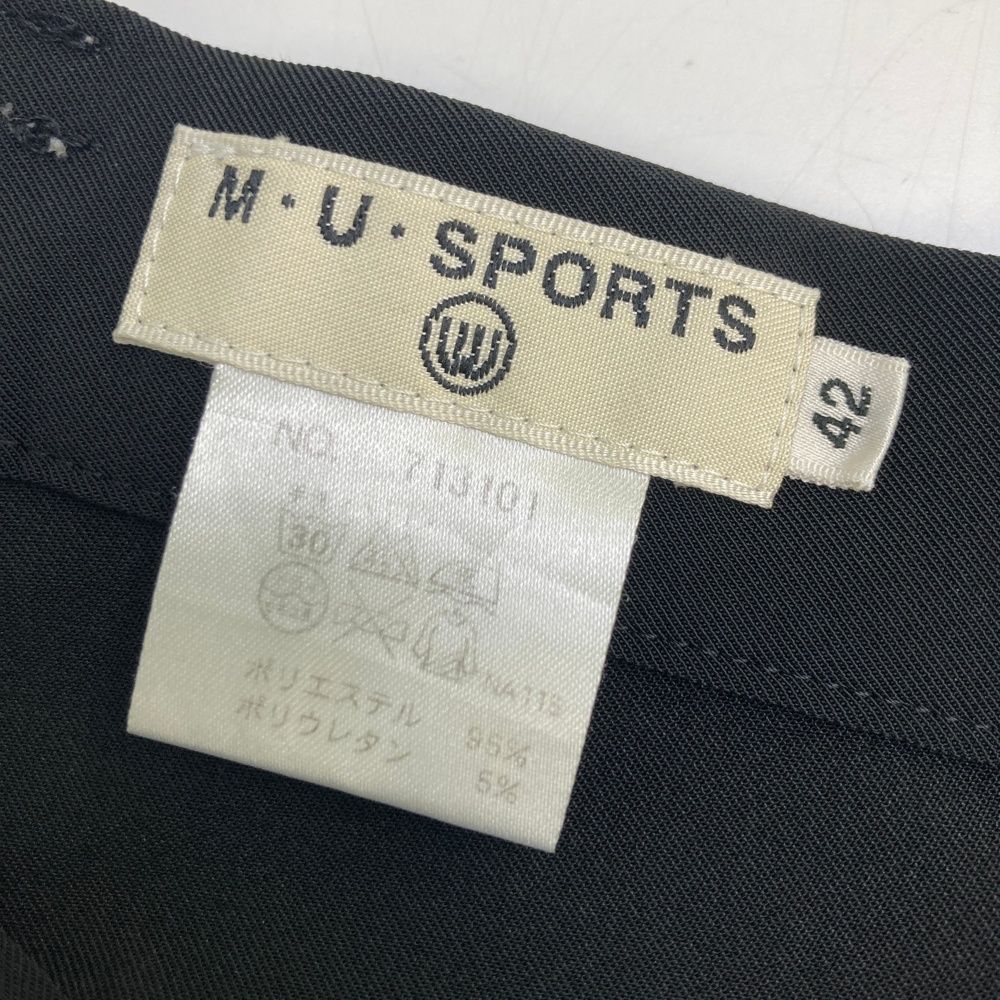 M・U・SPORTS
42
NO. 713101
30
NA113
ポリエステル 95%
ポリウレタン 5%